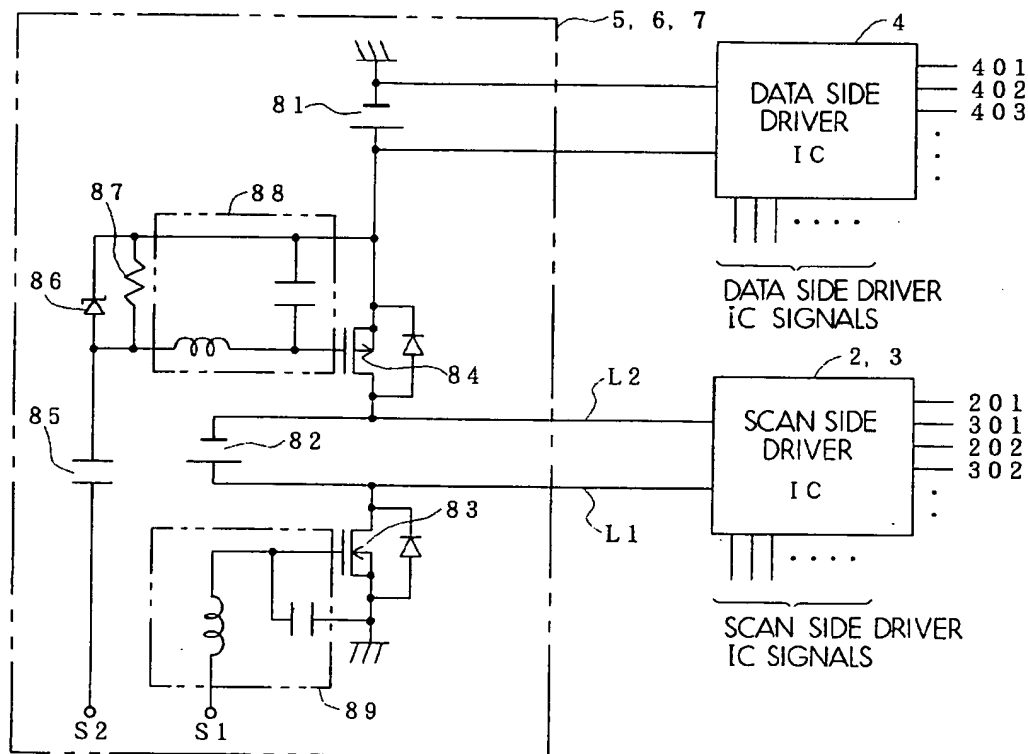 5, 6, 7
4
81
DATA SIDE
DRIVER
IC
401
402
403
87
88
86
DATA SIDE DRIVER
IC SIGNALS
84
L2
2, 3
85
82
SCAN SIDE
DRIVER
IC
201
301
202
302
83
L1
SCAN SIDE DRIVER
IC SIGNALS
89
S2
S1